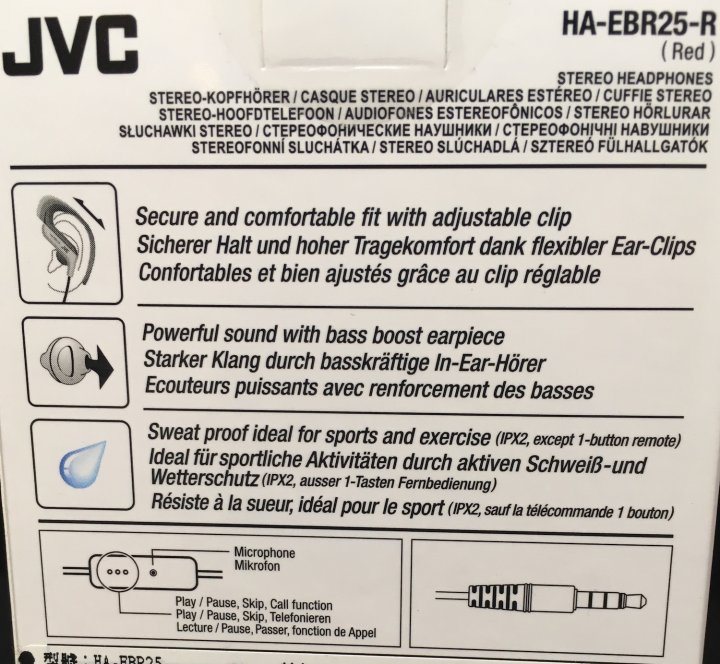 JVC
HA-EBR25-R
(Red)
STEREO HEADPHONES
STEREO-KOPFHÖRER / CASQUE STEREO / AURICULARES ESTÉREO / CUFFIE STEREO
STEREO-HOOFDTELEFOON / AUDIOFONES ESTEREOFÔNICOS / STEREO HÖRLURAR
SŁUCHAWKI STEREO / СТЕРЕОФОНИЧЕСКИЕ НАУШНИКИ / СТЕРЕОФОНІЧНІ НАВУШНИКИ
STEREOFONNÍ SLUCHÁTKA / STEREO SLÚCHADLÁ / SZTEREÓ FÜLHALLGATÓK
Secure and comfortable fit with adjustable clip
Sicherer Halt und hoher Tragekomfort dank flexibler Ear-Clips
Confortables et bien ajustés grâce au clip réglable
Powerful sound with bass boost earpiece
Starker Klang durch basskräftige In-Ear-Hörer
Ecouteurs puissants avec renforcement des basses
Sweat proof ideal for sports and exercise (IPX2, except 1-button remote)
Ideal für sportliche Aktivitäten durch aktiven Schweiß-und
Wetterschutz (IPX2, ausser 1-Tasten Fernbedienung)
Résiste à la sueur, idéal pour le sport (IPX2, sauf la télécommande 1 bouton)
Microphone
Mikrofon
Play / Pause, Skip, Call function
Play / Pause, Skip, Telefonieren
Lecture / Pause, Passer, fonction de Appel
型號：HA-EBR25